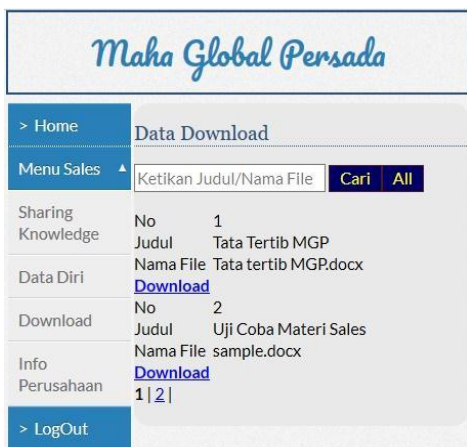 Maha Global Persada
> Home
Menu Sales ▲
Sharing
Knowledge
Data Diri
Download
Info
Perusahaan
> LogOut
Data Download
Ketikan Judul/Nama File Cari All
No 1
Judul Tata Tertib MGP
Nama File Tata tertib MGP.docx
Download
No 2
Judul Uji Coba Materi Sales
Nama File sample.docx
Download
1 | 2 |